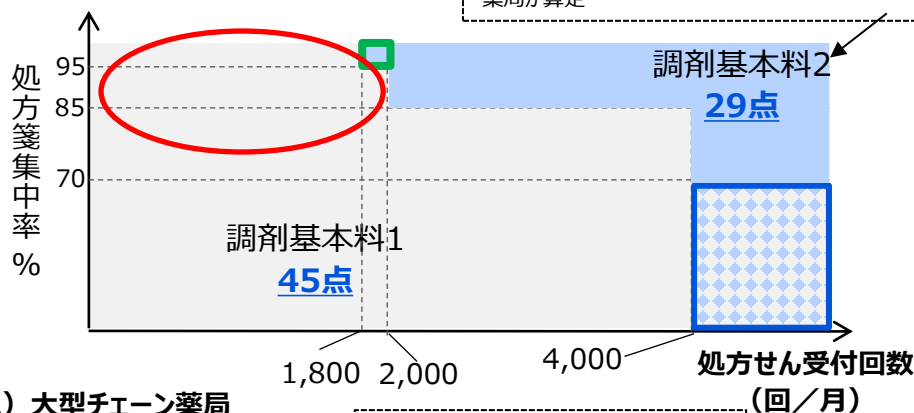 薬局が算定
処方箋集中率 %
95
85
70
調剤基本料2
29点
調剤基本料1
45点
1,800
2,000
4,000
処方せん受付回数
（回／月）
）大型チェーン薬局